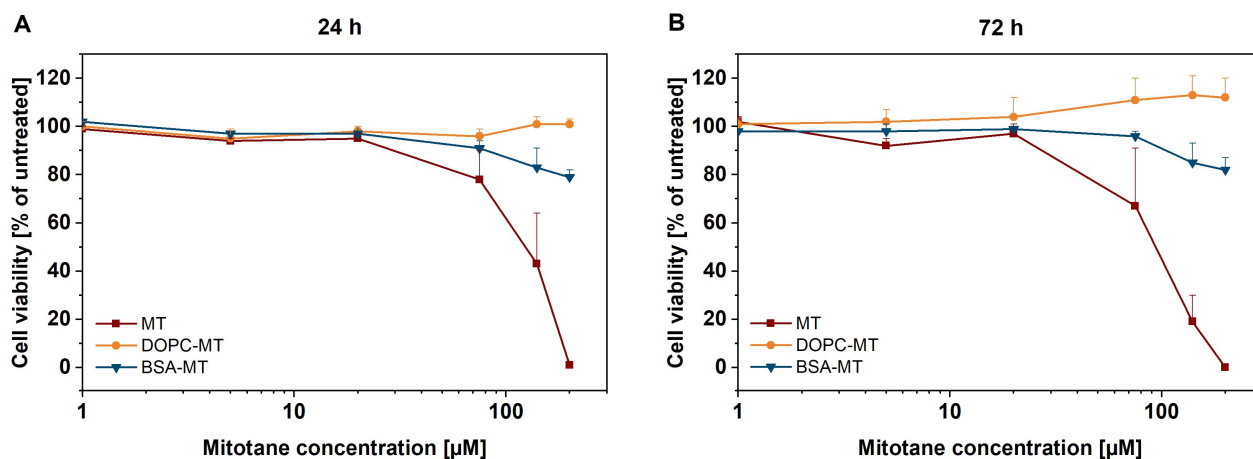 A
24 h
Cell viability [% of untreated]
120
100
80
60
40
20
0
MT
DOPC-MT
BSA-MT
1
10
100
Mitotane concentration [µM]
B
72 h
Cell viability [% of untreated]
120
100
80
60
40
20
0
MT
DOPC-MT
BSA-MT
1
10
100
Mitotane concentration [µM]